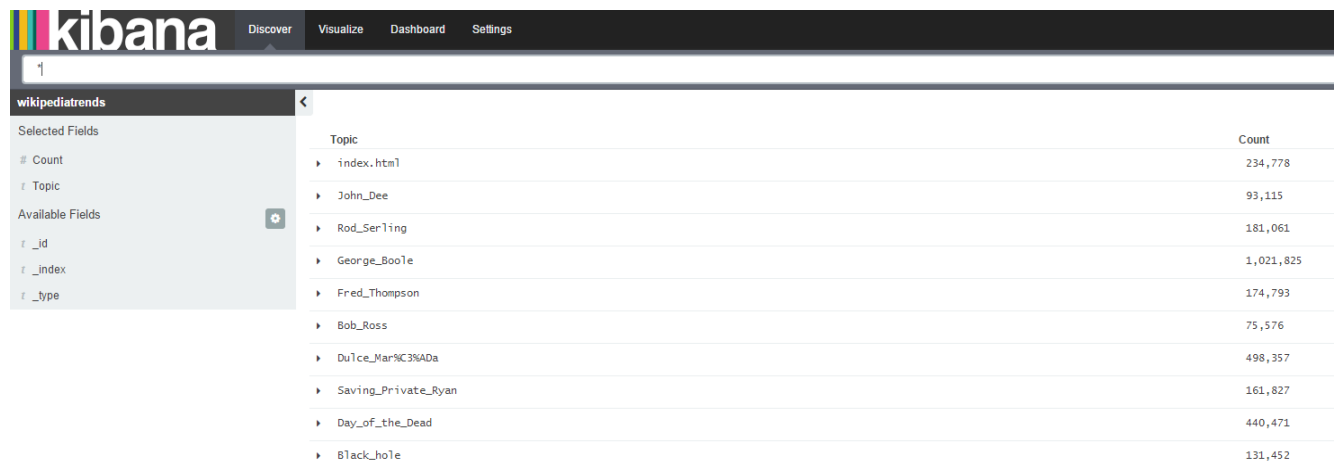 kibana Discover Visualize Dashboard Settings
*
wikipediatrends
Selected Fields
# Count
t Topic
Available Fields
t _id
t _index
t _type
Topic Count
index.html 234,778
John_Dee 93,115
Rod_Serling 181,061
George_Boole 1,021,825
Fred_Thompson 174,793
Bob_Ross 75,576
Dulce_Mar%C3%ADa 498,357
Saving_Private_Ryan 161,827
Day_of_the_Dead 440,471
Black_hole 131,452